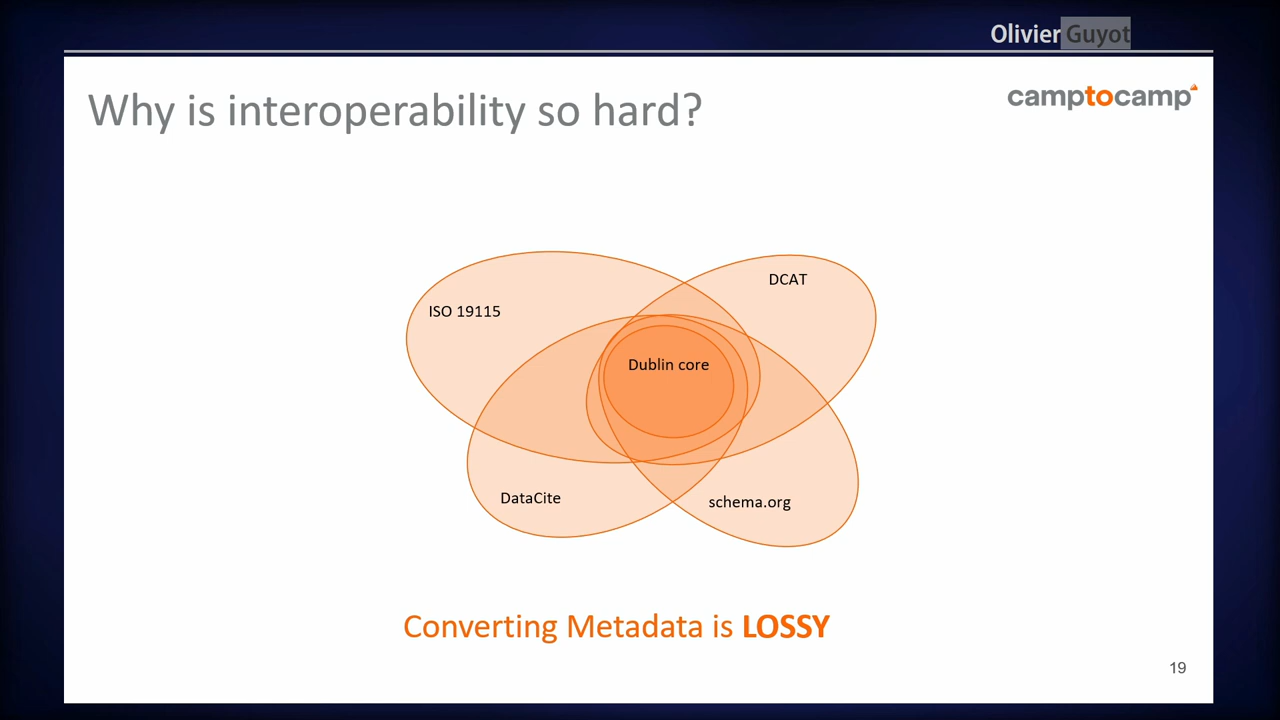 Olivier Guyot
Why is interoperability so hard?
camptocamp
DCAT
ISO 19115
Dublin core
DataCite
schema.org
Converting Metadata is LOSSY
19